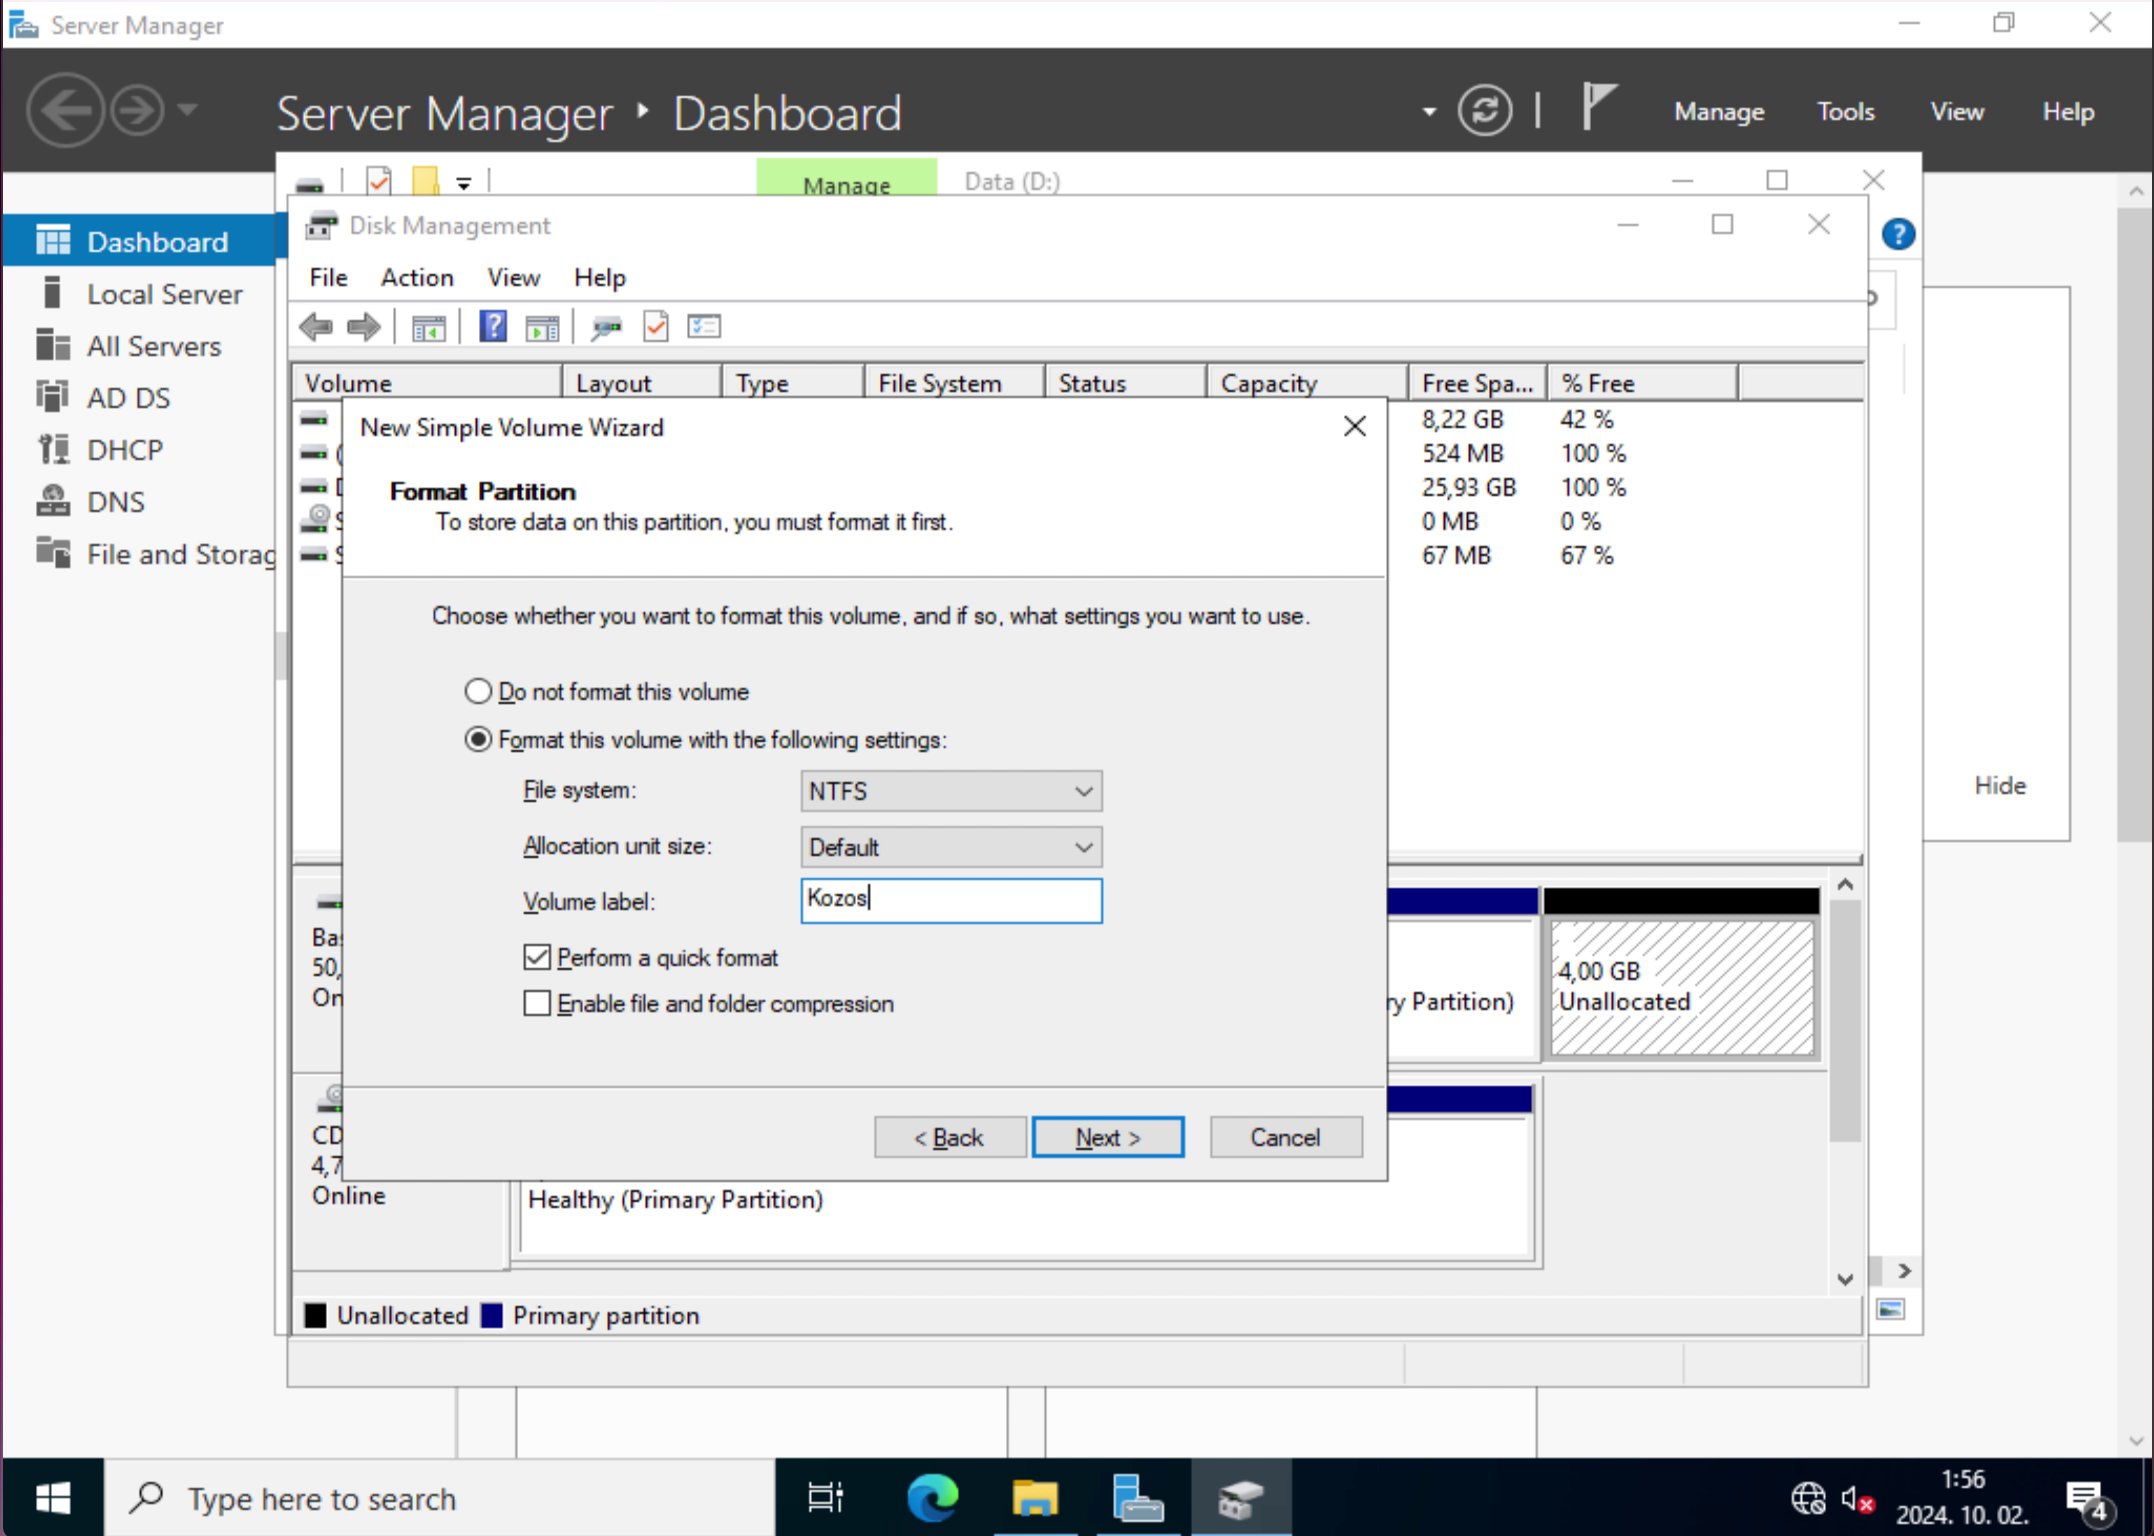 Server Manager
Server Manager
Dashboard
Manage
Tools
View
Help
Manage
Data (D:)
Disk Management
File
Action
View
Help
Dashboard
Local Server
All Servers
AD DS
DHCP
DNS
File and Storag
Volume
Layout
Type
File System
Status
Capacity
Free Spa...
% Free
8,22 GB
42 %
524 MB
100 %
25,93 GB
100 %
0 MB
0 %
67 MB
67 %
New Simple Volume Wizard
Format Partition
To store data on this partition, you must format it first.
Choose whether you want to format this volume, and if so, what settings you want to use.
Do not format this volume
Format this volume with the following settings:
File system:
NTFS
Allocation unit size:
Default
Volume label:
Kozos
Perform a quick format
Enable file and folder compression
< Back
Next >
Cancel
Hide
Ba
50,
On
ry Partition)
4,00 GB
Unallocated
CD
4,7
Online
Healthy (Primary Partition)
Unallocated
Primary partition
Type here to search
1:56
2024. 10. 02.
4